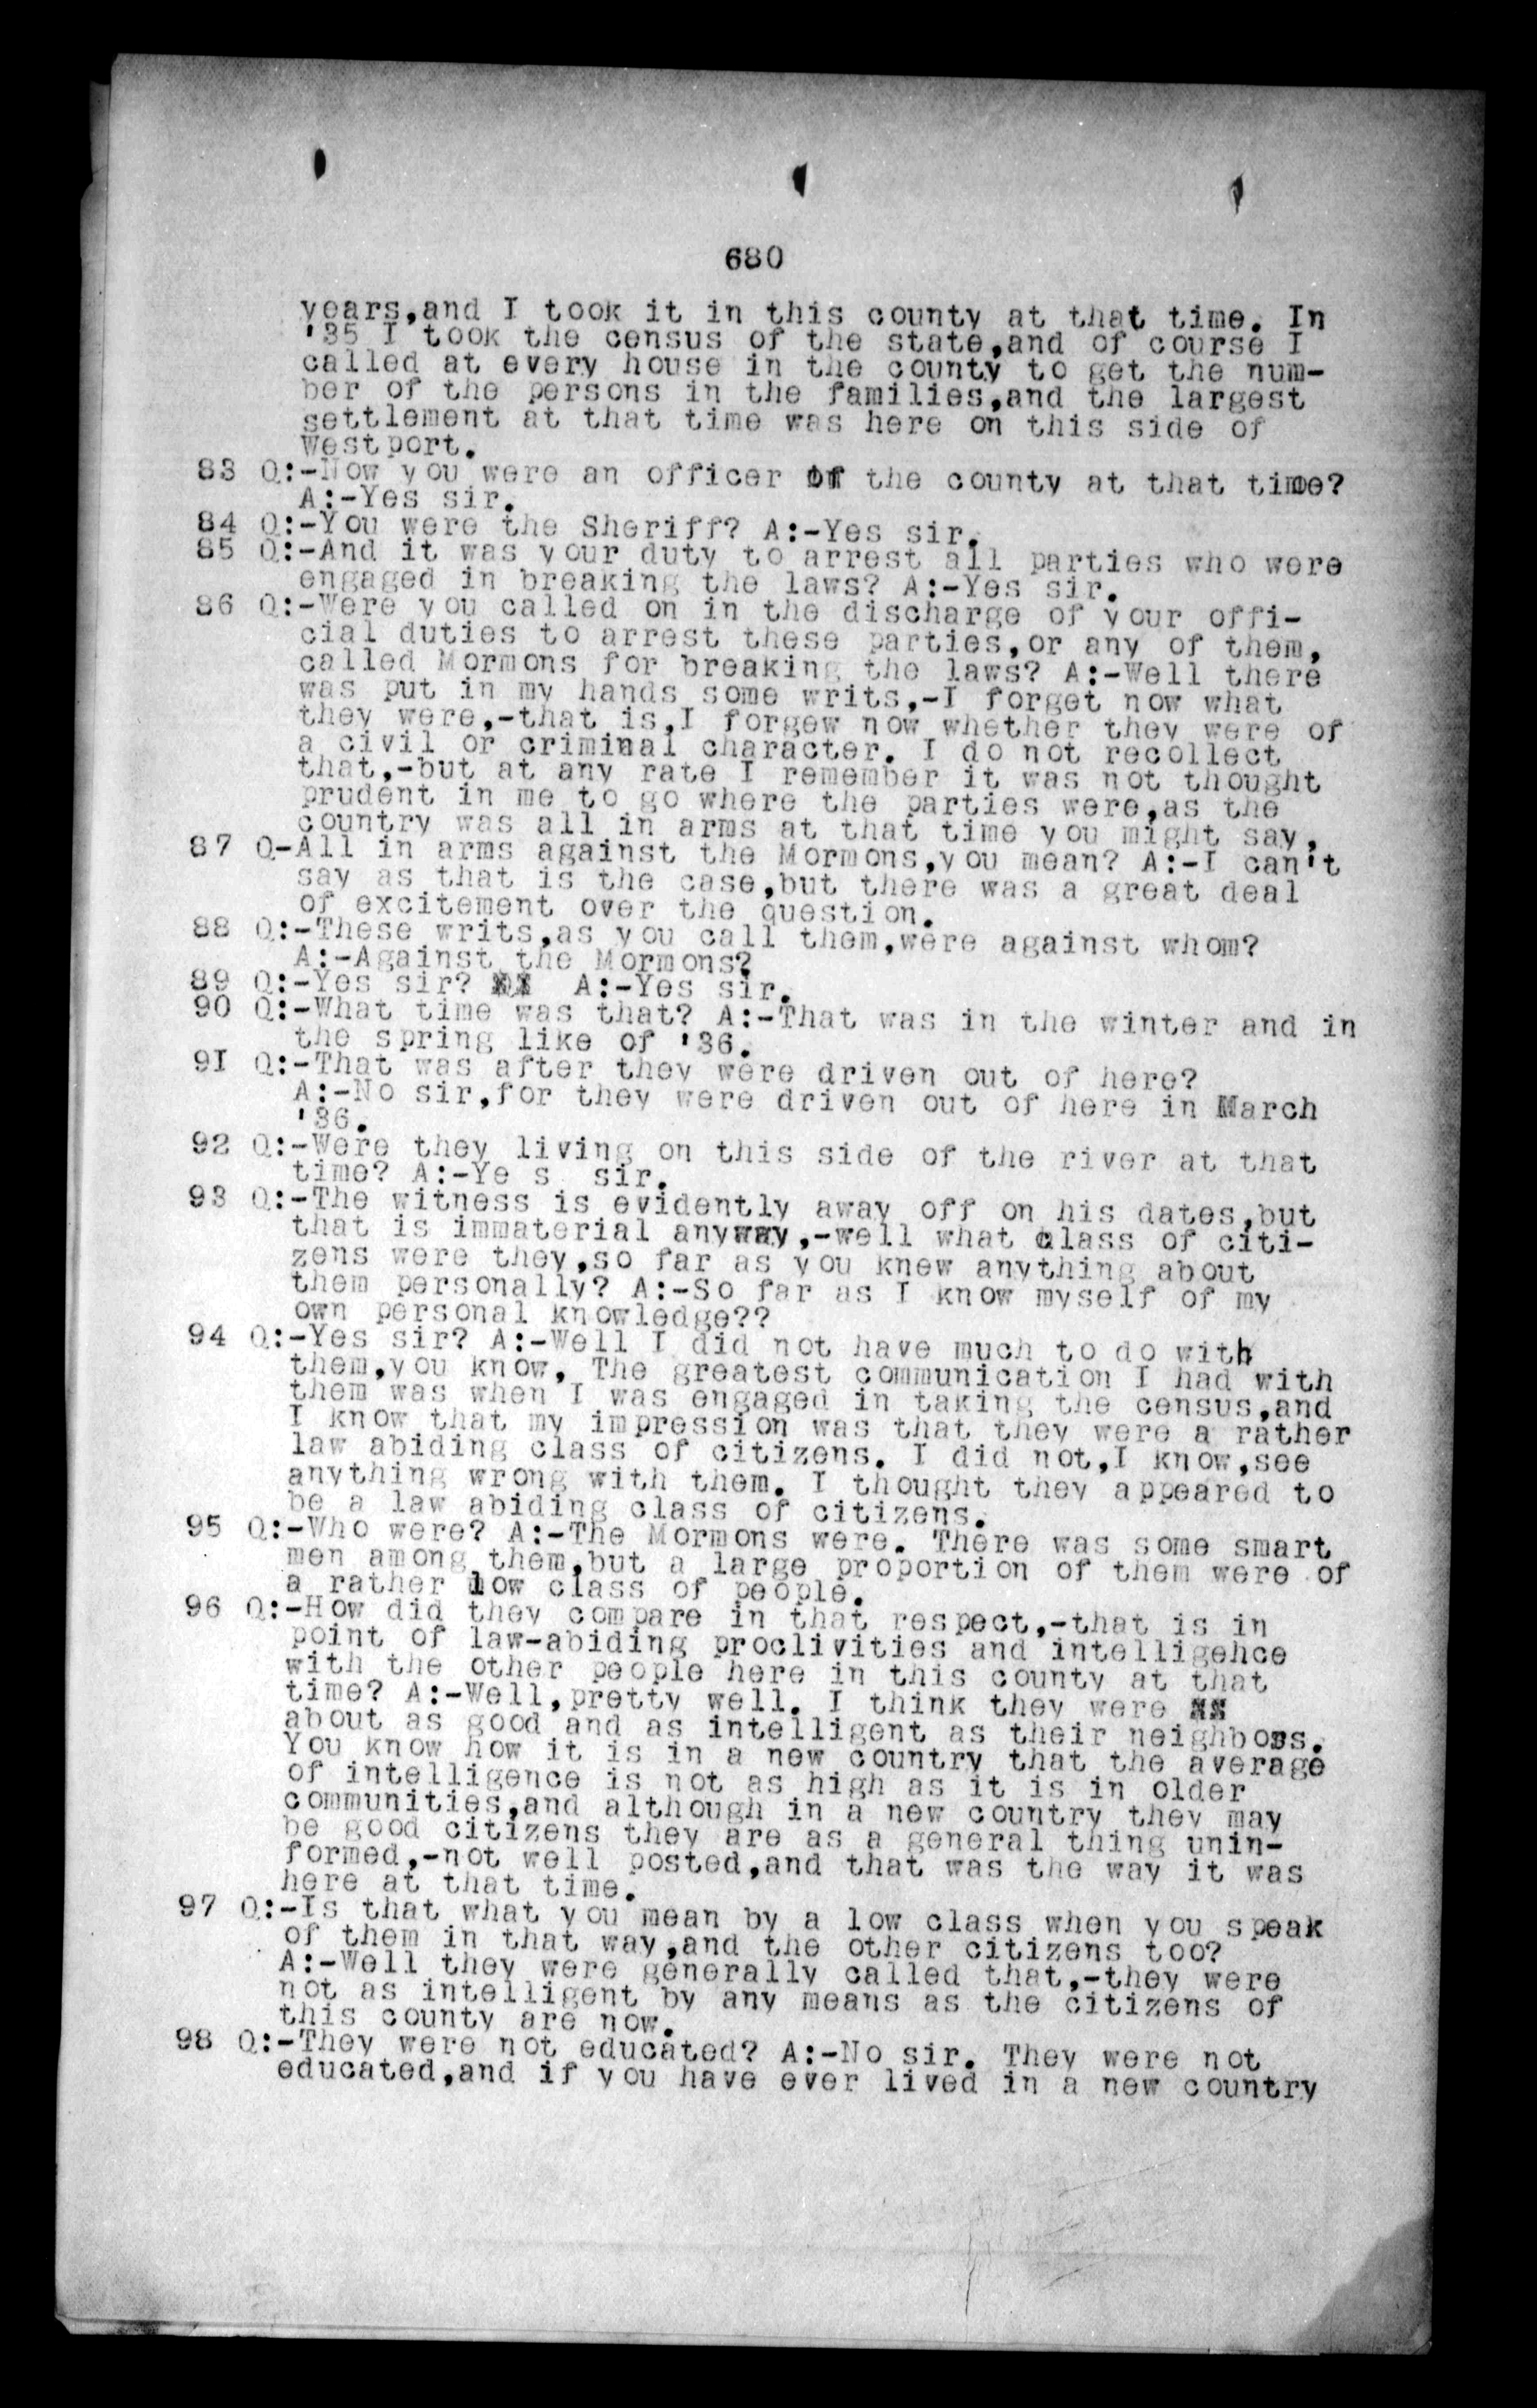 680
years,and I took it in this county at that time. In
'35 I took the census of the state,and of course I
called at every house in the county to get the num-
ber of the persons in the families,and the largest
settlement at that time was here on this side of
Westport.
83 Q:-Now you were an officer of the county at that time?
A:-Yes sir.
84 Q:-You were the Sheriff? A:-Yes sir.
85 Q:-And it was your duty to arrest all parties who were
engaged in breaking the laws? A:-Yes sir.
86 Q:-Were you called on in the discharge of your offi-
cial duties to arrest these parties,or any of them,
called Mormons for breaking the laws? A:-Well there
was put in my hands some writs,-I forget now what
they were,-that is,I forgew now whether they were of
a civil or criminal character. I do not recollect
that,-but at any rate I remember it was not thought
prudent in me to go where the parties were,as the
country was all in arms at that time you might say,
87 Q-All in arms against the Mormons,you mean? A:-I can't
say as that is the case,but there was a great deal
of excitement over the question.
88 Q:-These writs,as you call them,were against whom?
A:-Against the Mormons?
89 Q:-Yes sir? A:-Yes sir.
90 Q:-What time was that? A:-That was in the winter and in
the spring like of '36.
91 Q:-That was after they were driven out of here?
A:-No sir,for they were driven out of here in March
'36.
92 Q:-Were they living on this side of the river at that
time? A:-Ye s sir.
93 Q:-The witness is evidently away off on his dates,but
that is immaterial anyway,-well what class of citi-
zens were they,so far as you knew anything about
them personally? A:-So far as I know myself of my
own personal knowledge??
94 Q:-Yes sir? A:-Well I did not have much to do with
them,you know, The greatest communication I had with
them was when I was engaged in taking the census,and
I know that my impression was that they were a rather
law abiding class of citizens. I did not,I know,see
anything wrong with them. I thought they appeared to
be a law abiding class of citizens.
95 Q:-Who were? A:-The Mormons were. There was some smart
men among them,but a large proportion of them were of
a rather low class of people.
96 Q:-How did they compare in that respect,-that is in
point of law-abiding proclivities and intelligehce
with the other people here in this county at that
time? A:-Well,pretty well. I think they were
about as good and as intelligent as their neighbors.
You know how it is in a new country that the average
of intelligence is not as high as it is in older
communities,and although in a new country they may
be good citizens they are as a general thing unin-
formed,-not well posted,and that was the way it was
here at that time.
97 Q:-Is that what you mean by a low class when you speak
of them in that way,and the other citizens too?
A:-Well they were generally called that,-they were
not as intelligent by any means as the citizens of
this county are now.
98 Q:-They were not educated? A:-No sir. They were not
educated,and if you have ever lived in a new country